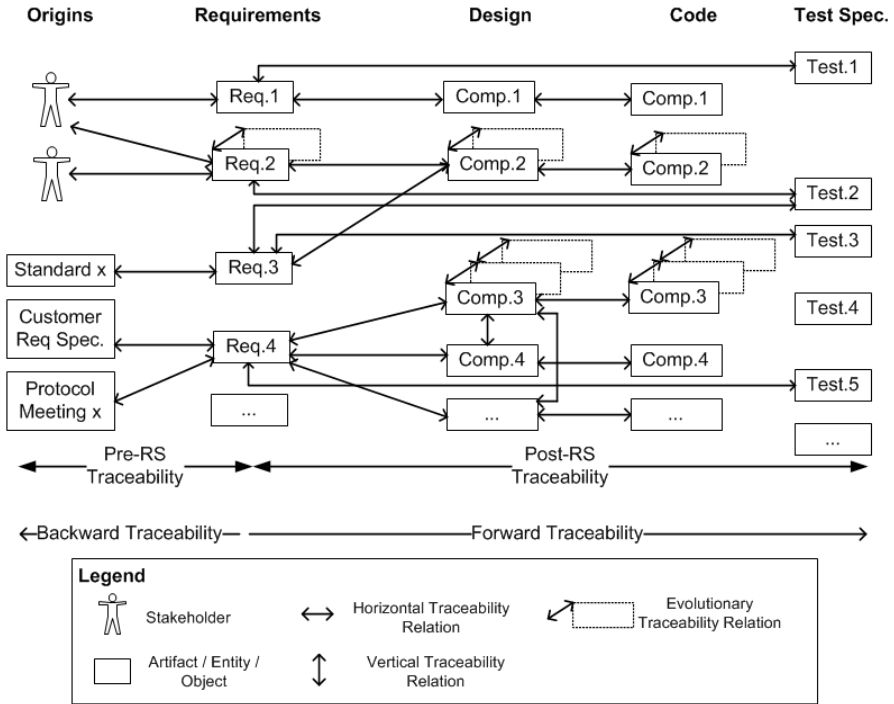 Origins Requirements Design Code Test Spec.
Test.1
Req.1 Comp.1 Comp.1
Req.2 Comp.2 Comp.2
Test.2
Test.3
Standard x Req.3
Comp.3 Comp.3
Test.4
Customer
Req Spec.
Req.4 Comp.4 Comp.4
Test.5
Protocol
Meeting x
... ... ...
...
Pre-RS
Traceability
Post-RS
Traceability
Backward Traceability Forward Traceability
Legend
Stakeholder
Horizontal Traceability
Relation
Evolutionary
Traceability Relation
Artifact / Entity /
Object
Vertical Traceability
Relation